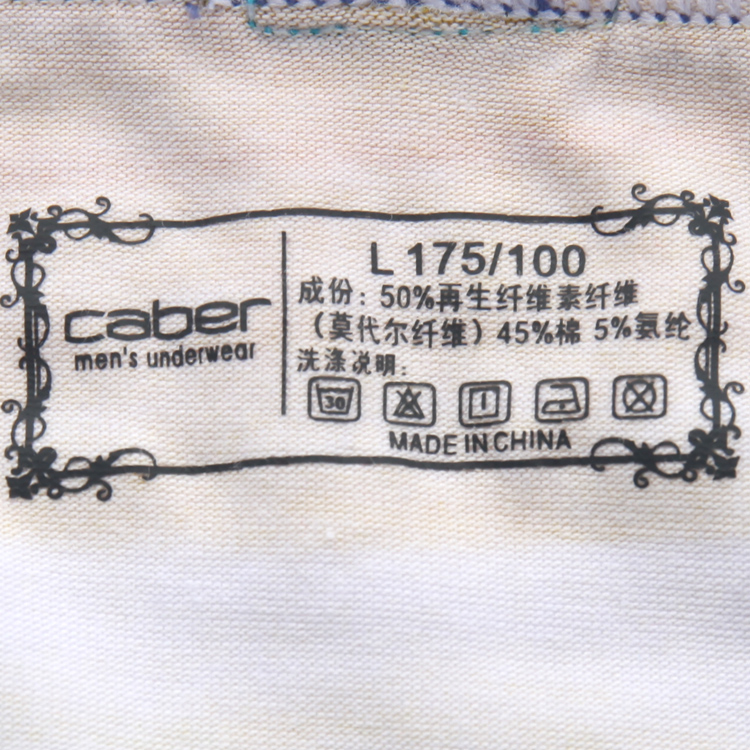 caber
men's underwear
L 175/100
成份：50%再生纤维素纤维
（莫代尔纤维）45%棉 5%氨纶
洗涤说明：
30
MADE IN CHINA